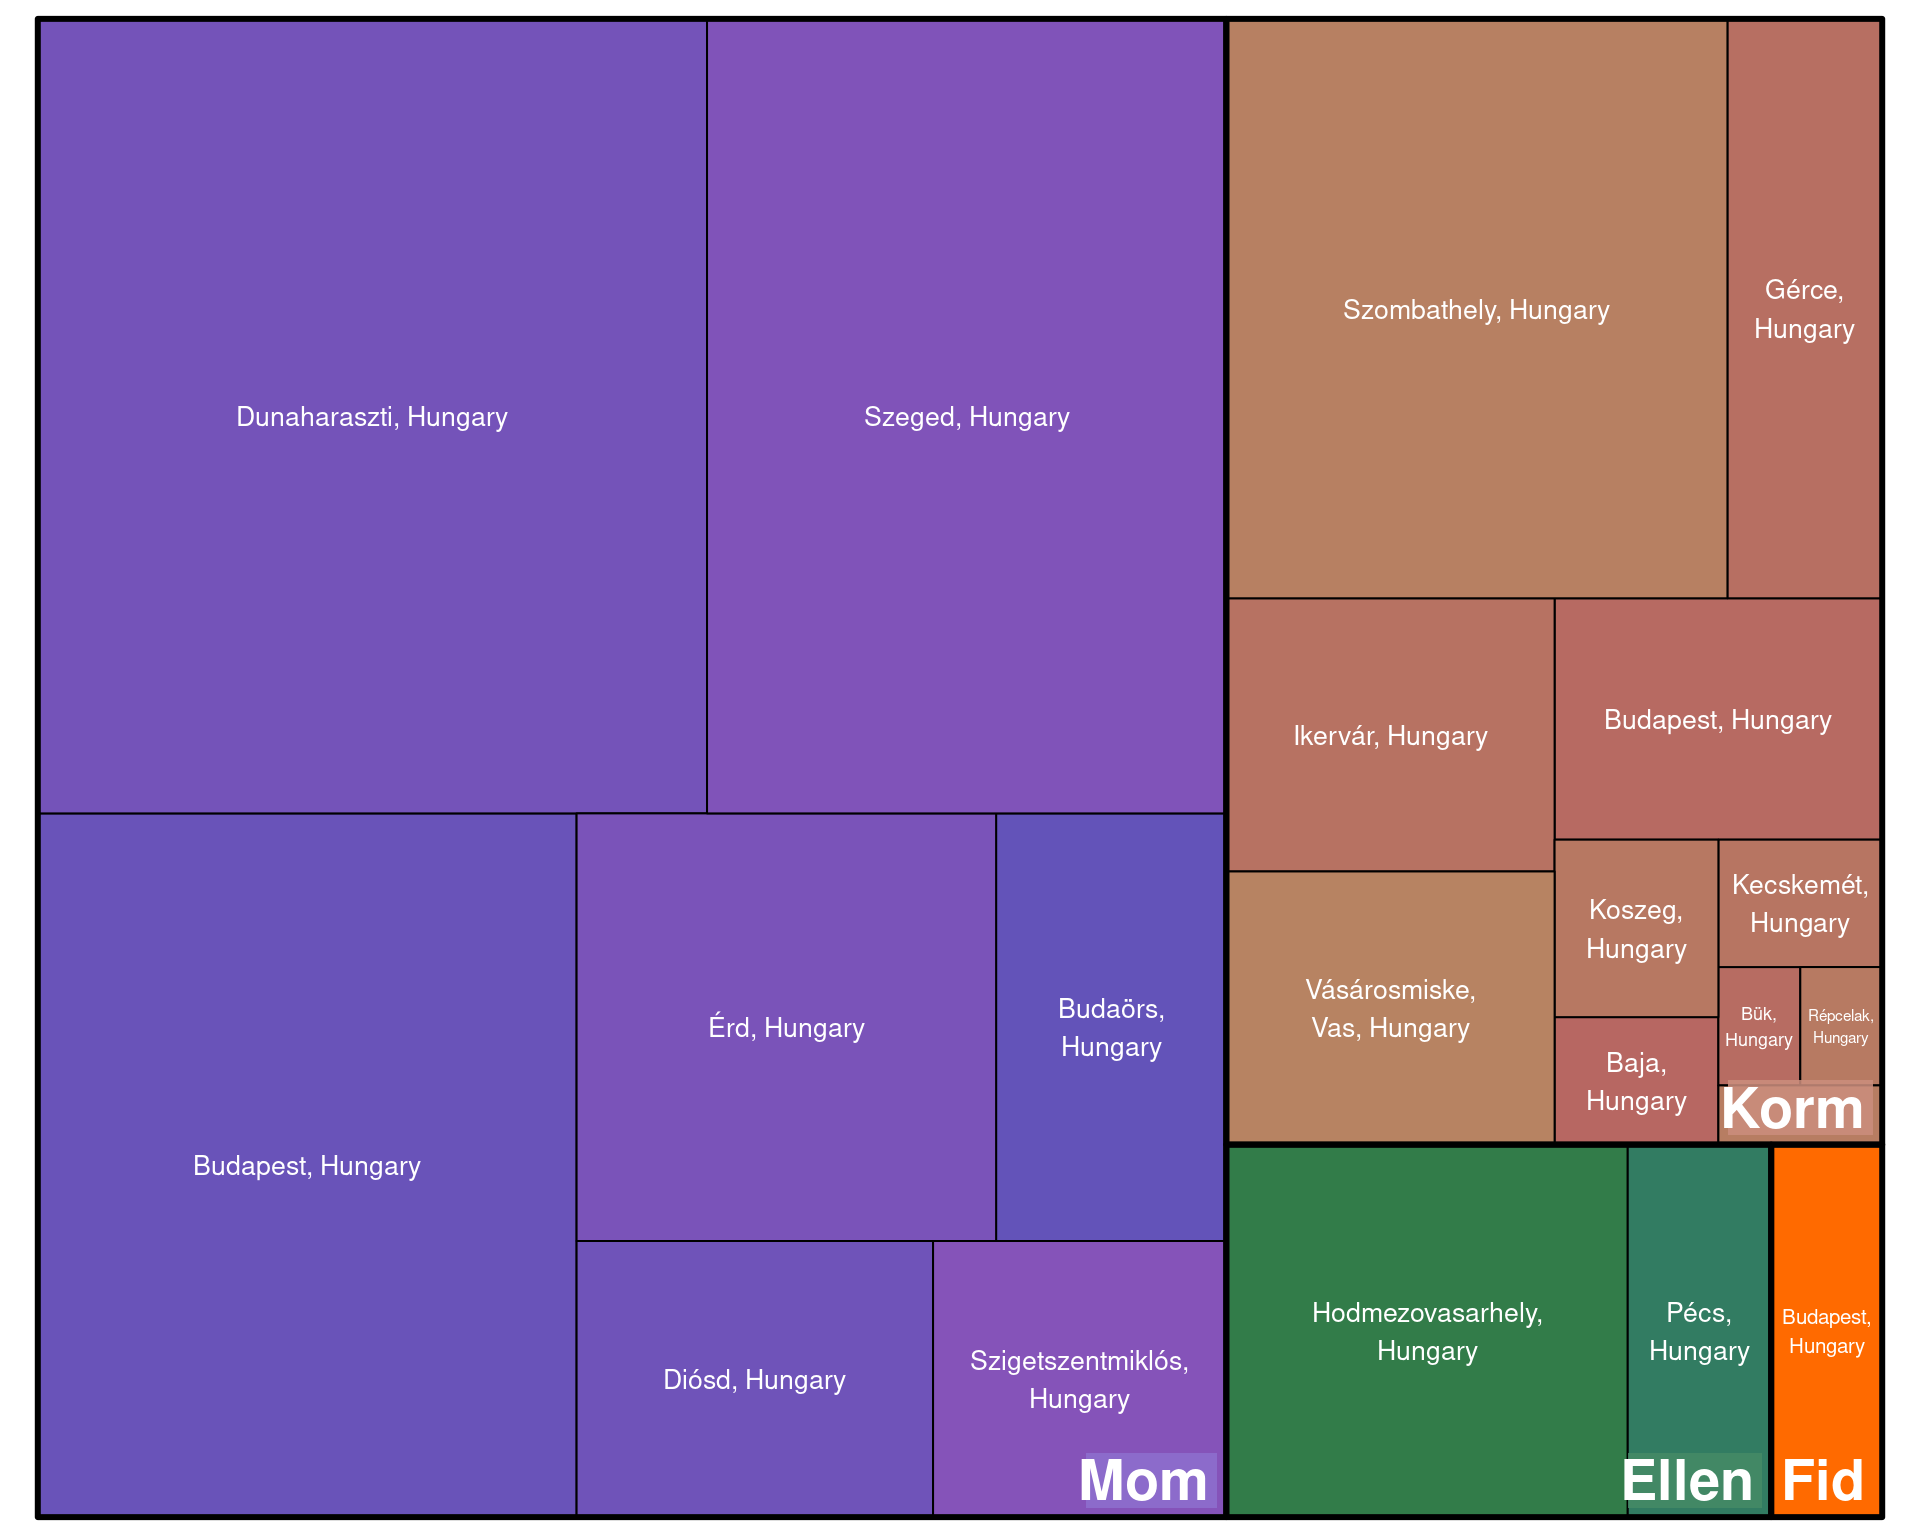 Dunaharaszti, Hungary
Szeged, Hungary
Budapest, Hungary
Érd, Hungary
Budaörs,
Hungary
Diósd, Hungary
Szigetszentmiklós,
Hungary
Mom
Szombathely, Hungary
Gérce,
Hungary
Ikervár, Hungary
Budapest, Hungary
Vásárosmiske,
Vas, Hungary
Koszeg,
Hungary
Kecskemét,
Hungary
Baja,
Hungary
Bük,
Hungary
Répcelak,
Hungary
Korm
Hodmezovasarhely,
Hungary
Pécs,
Hungary
Ellen
Budapest,
Hungary
Fid